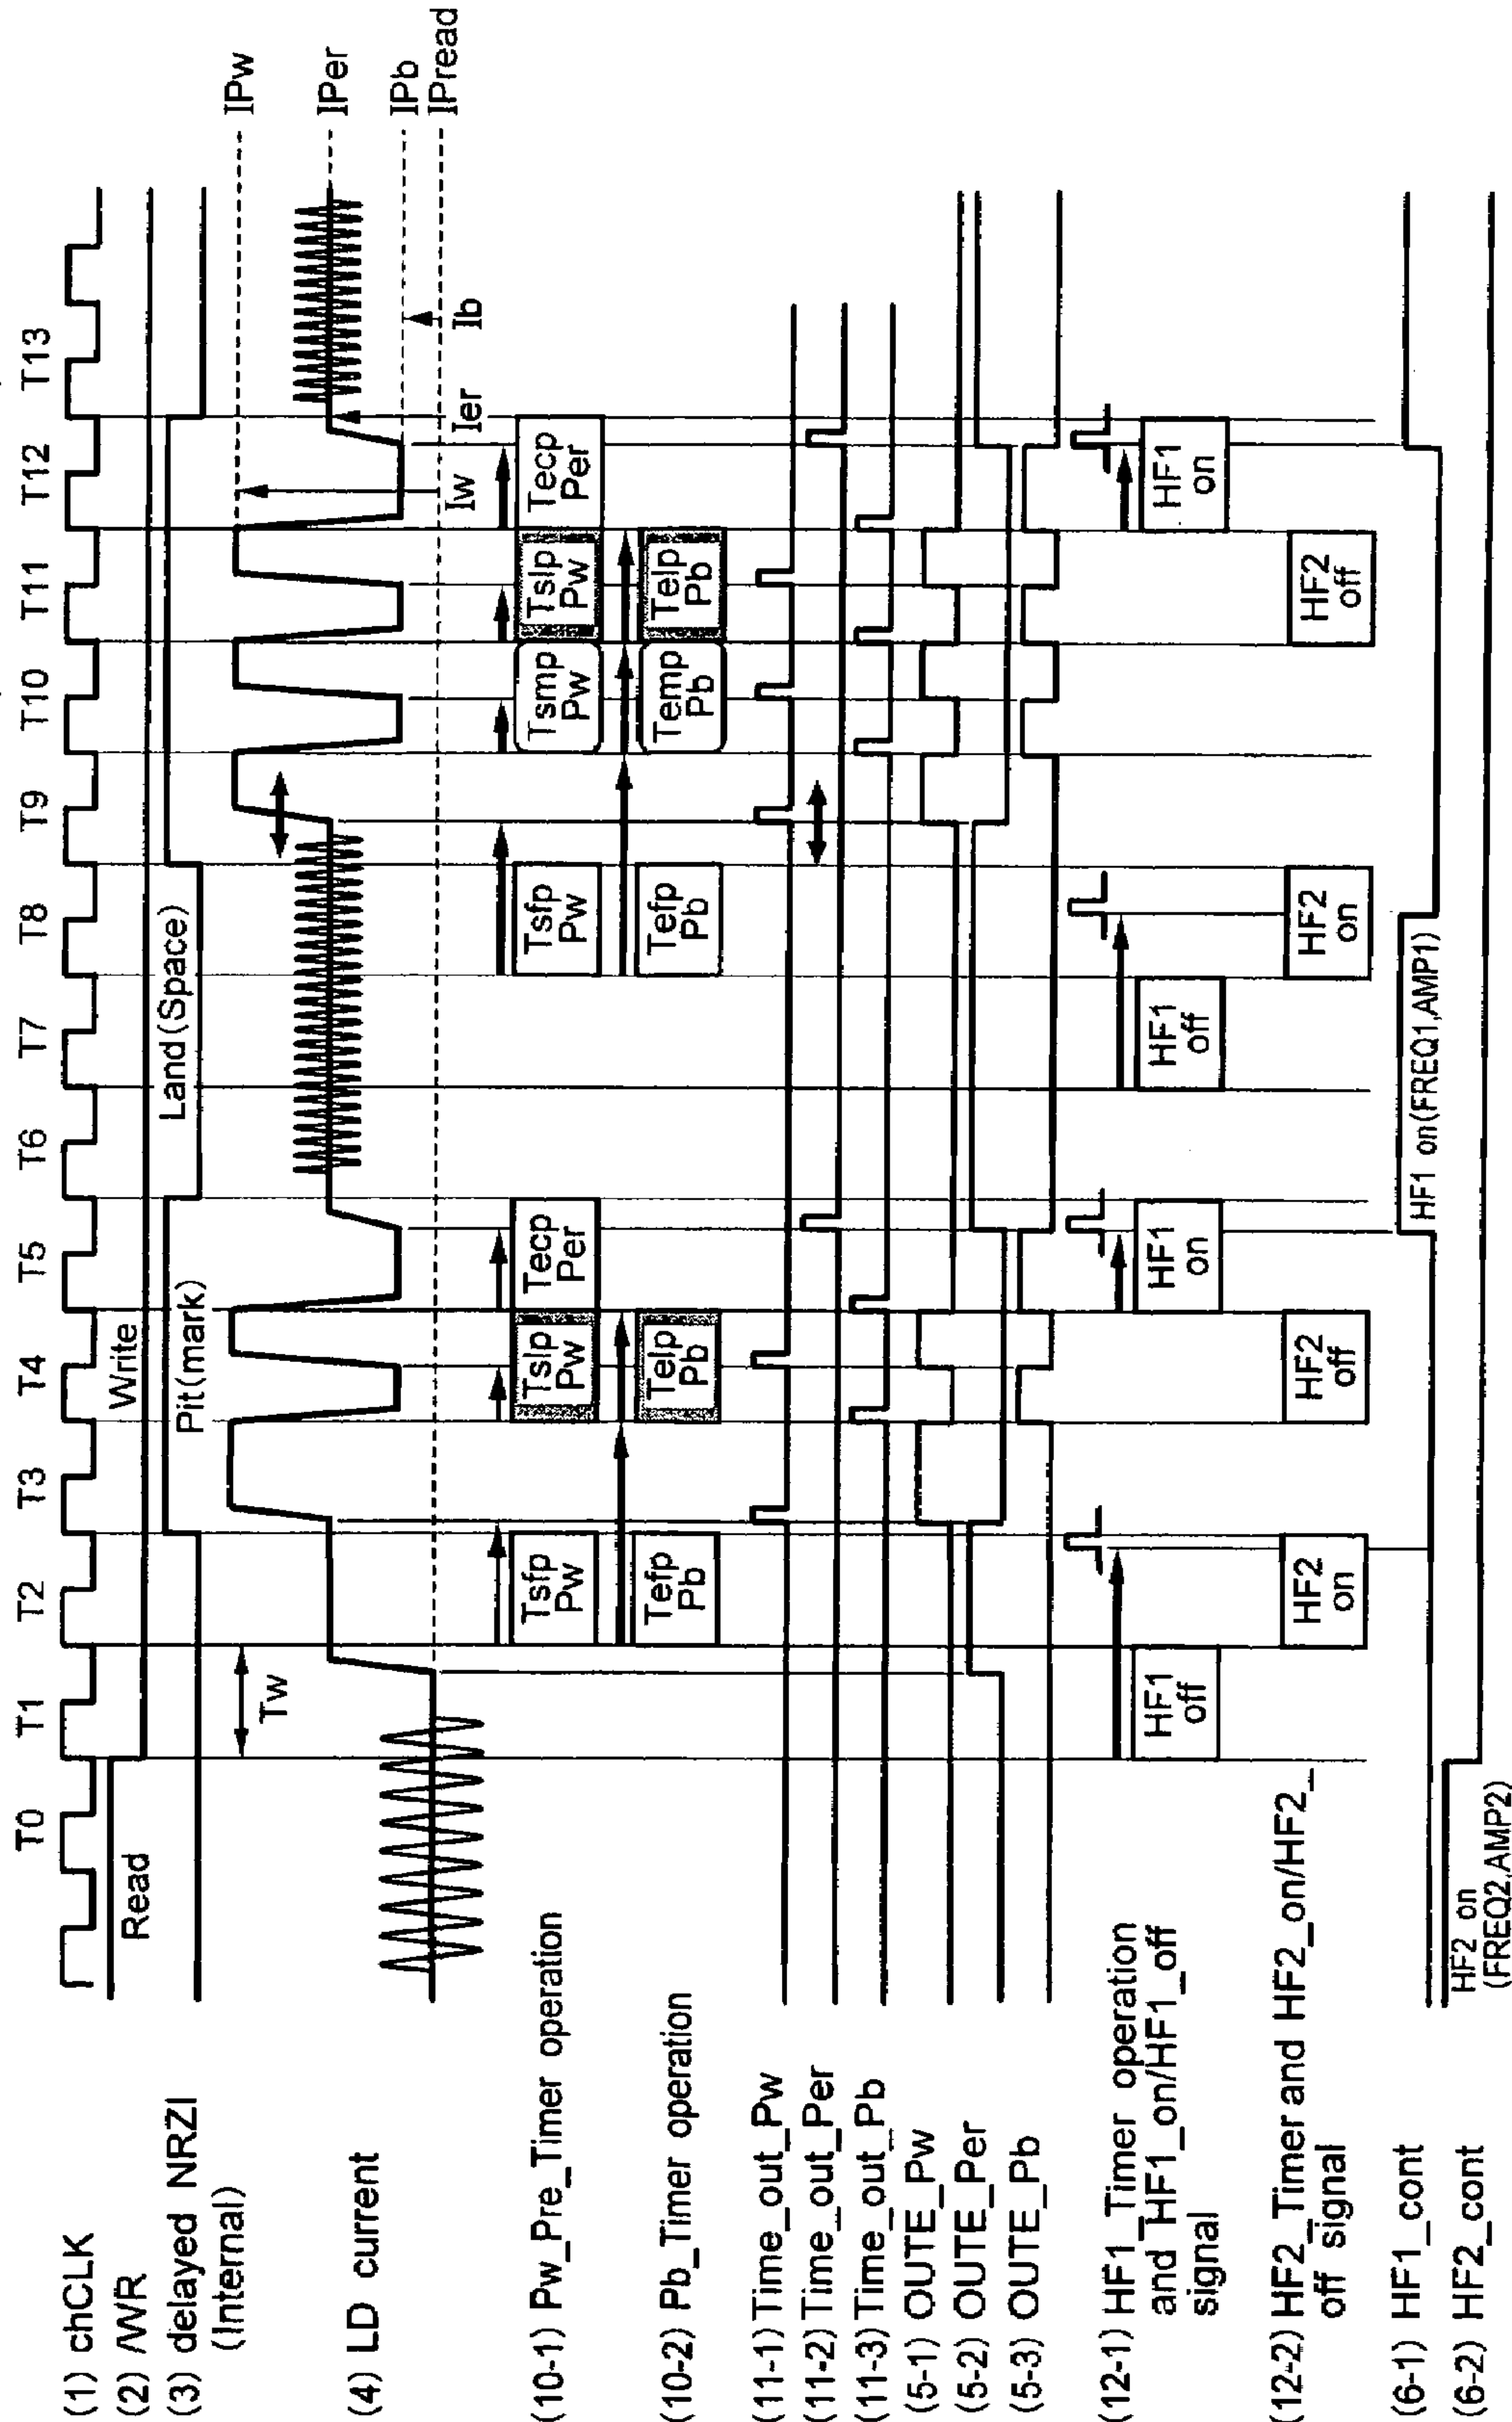 T0 T1 T2 T3 T4 T5 T6 T7 T8 T9 T10 T11 T12 T13
(1) chCLK
(2) /WR
Read
Write
(3) delayed NRZI
(Internal)
Pit(mark)
Land(Space)
Tw
IPw
IPer
IPb
IPread
(4) LD current
Iw
Ier
Ib
(10-1) Pw_Pre_Timer operation
Tsfp
Pw
Tslp
Pw
Tecp
Per
Tsfp
Pw
Tsmp
Pw
Tslp
Pw
Tecp
Per
(10-2) Pb_Timer operation
Tefp
Pb
Telp
Pb
Tefp
Pb
Temp
Pb
Telp
Pb
(11-1) Time_out_Pw
(11-2) Time_out_Per
(11-3) Time_out_Pb
(5-1) OUTE_Pw
(5-2) OUTE_Per
(5-3) OUTE_Pb
(12-1) HF1_Timer operation
and HF1_on/HF1_off
signal
HF1
off
HF1
on
HF1
off
HF1
on
(12-2) HF2_Timer and HF2_on/HF2_
off signal
HF2
on
HF2
off
HF2
on
HF2
off
(6-1) HF1_cont
HF1 on(FREQ1,AMP1)
(6-2) HF2_cont
HF2 on
(FREQ2,AMP2)